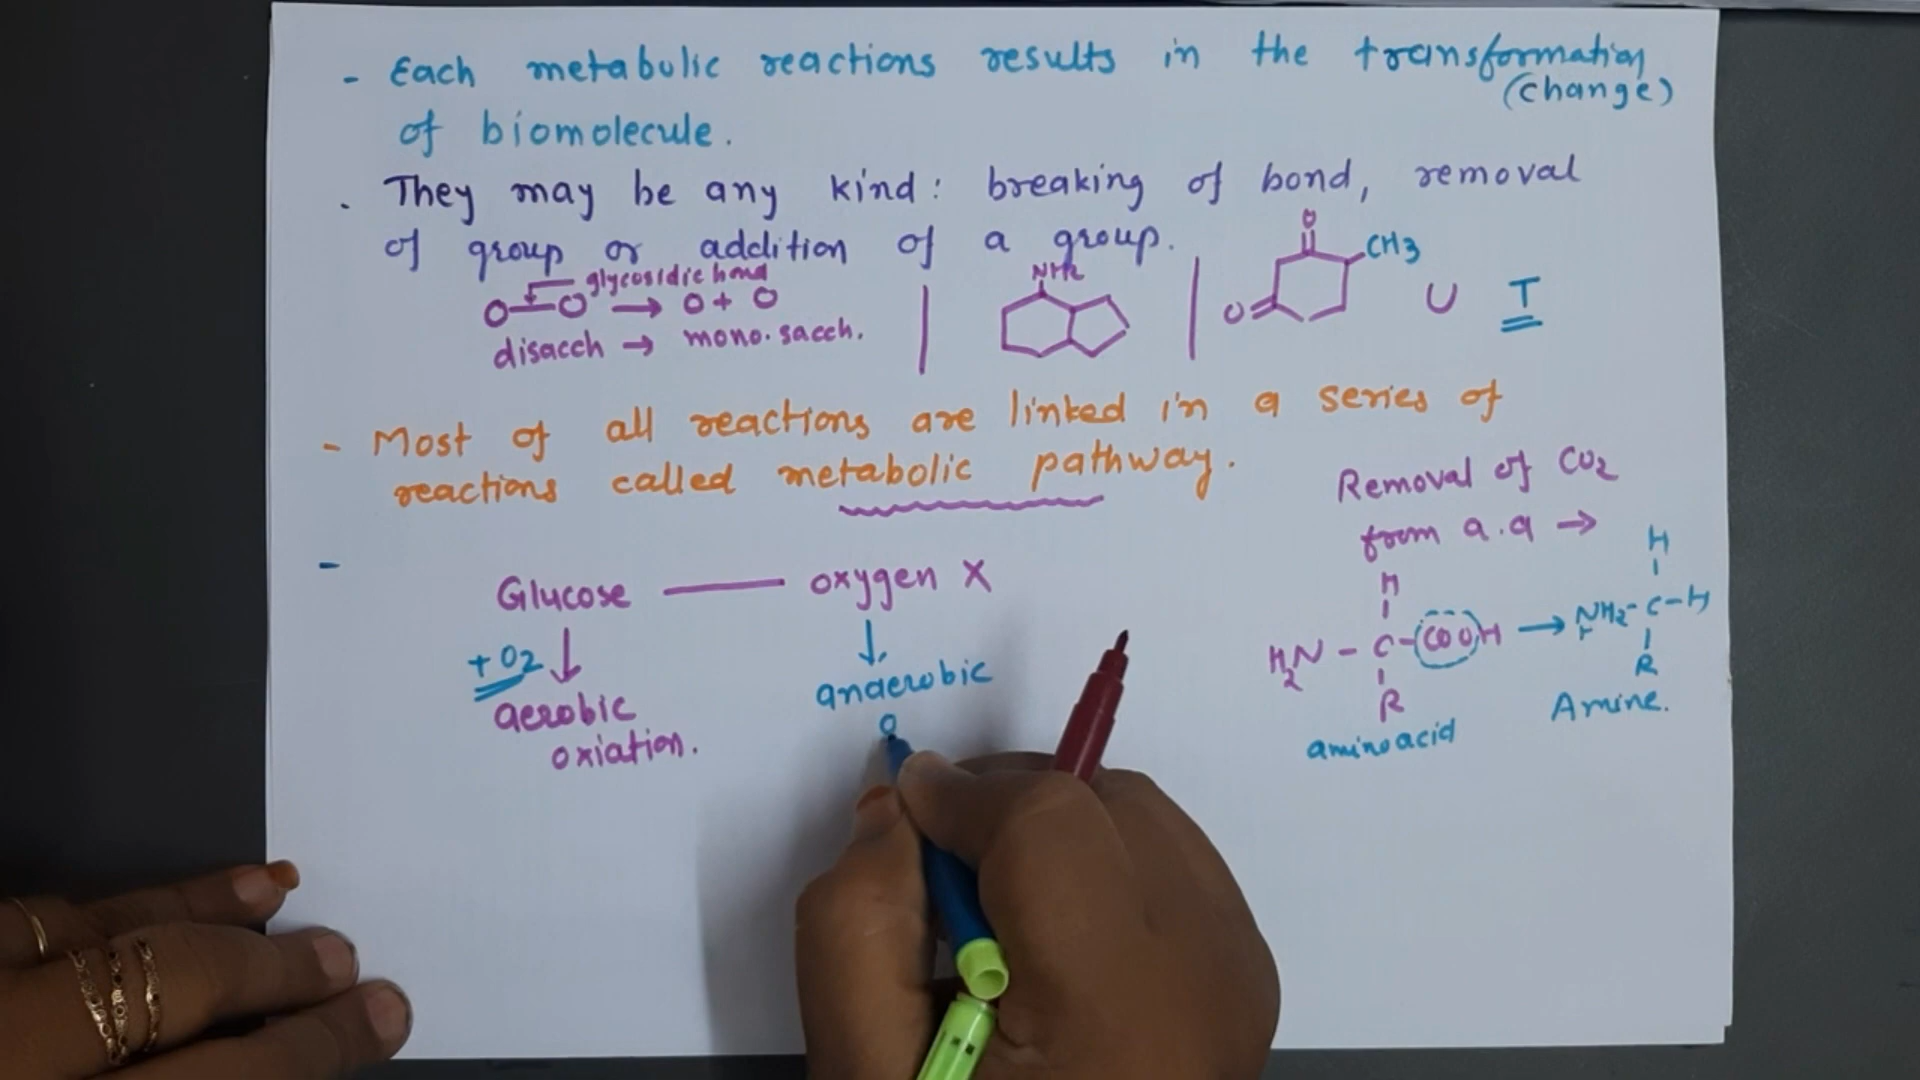 - Each metabolic reactions results in the transformation
(change)
of biomolecule.
. They may be any kind: breaking of bond, removal
of group or addition of a group.
glycosidic bond
O—O → O + O
disacch → mono.sacch.
NH2
O
CH3
O
U T
- Most of all reactions are linked in a series of
reactions called metabolic pathway.
Removal of CO2
from a.a →
-
Glucose — oxygen X
+ O2
aerobic
oxiation.
anaerobic
o
H
H2N - C - COOH →
R
aminoacid
H
NH2 - C - H
R
Amine.